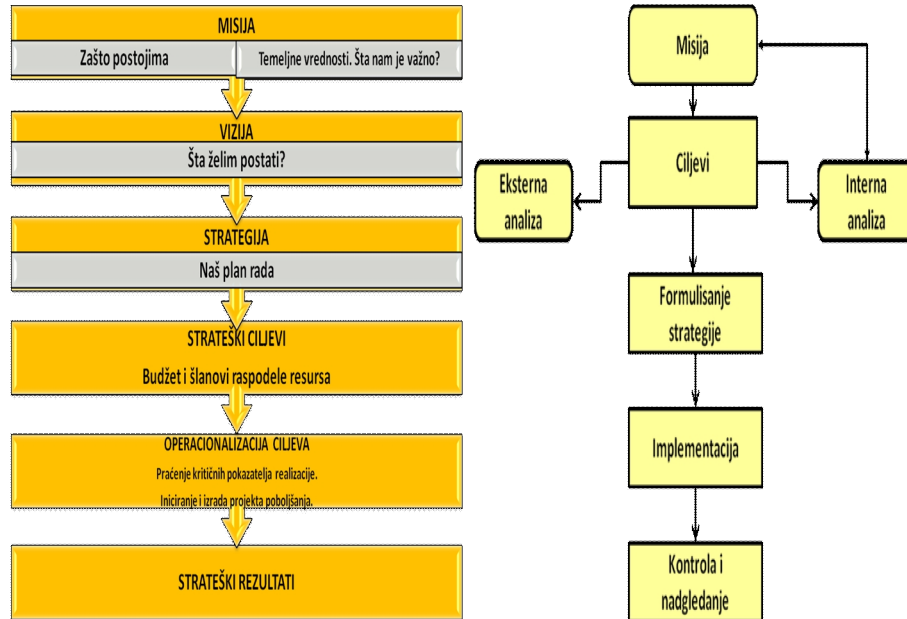 MISIJA
Zašto postojima
Temeljne vrednosti. Šta nam je važno?
VIZIJA
Šta želim postati?
STRATEGIJA
Naš plan rada
STRATEŠKI CILJEVI
Budžet i šlanovi raspodele resursa
OPERACIONALIZACIJA CILJEVA
Praćenje kritičnih pokazatelja realizacije.
Iniciranje i izrada projekta poboljšanja.
STRATEŠKI REZULTATI
Misija
Ciljevi
Eksterna
analiza
Interna
analiza
Formulisanje
strategije
Implementacija
Kontrola i
nadgledanje